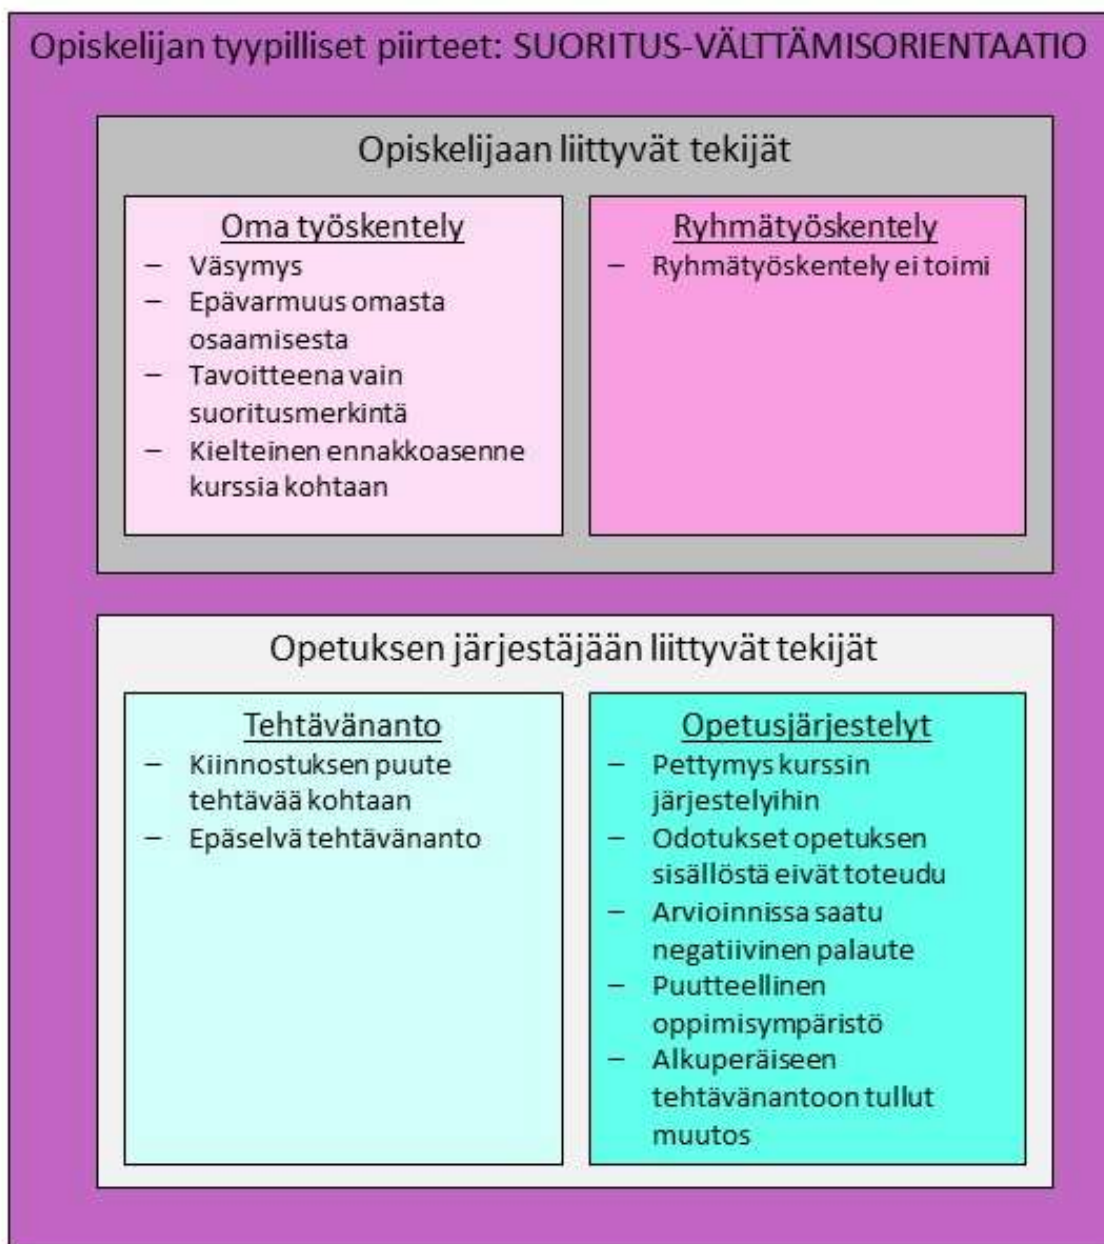 Opiskelijan tyypilliset piirteet: SUORITUS-VÄLTTÄMISORIENTAATIO
Opiskelijaan liittyvät tekijät
Oma työskentely
– Väsymys
– Epävarmuus omasta
osaamisesta
– Tavoitteena vain
suoritusmerkintä
– Kielteinen ennakkoasenne
kurssia kohtaan
Ryhmätyöskentely
– Ryhmätyöskentely ei toimi
Opetuksen järjestäjään liittyvät tekijät
Tehtävänanto
– Kiinnostuksen puute
tehtävää kohtaan
– Epäselvä tehtävänanto
Opetusjärjestelyt
– Pettymys kurssin
järjestelyihin
– Odotukset opetuksen
sisällöstä eivät toteudu
– Arvioinnissa saatu
negatiivinen palaute
– Puutteellinen
oppimisympäristö
– Alkuperäiseen
tehtävänantoon tullut
muutos